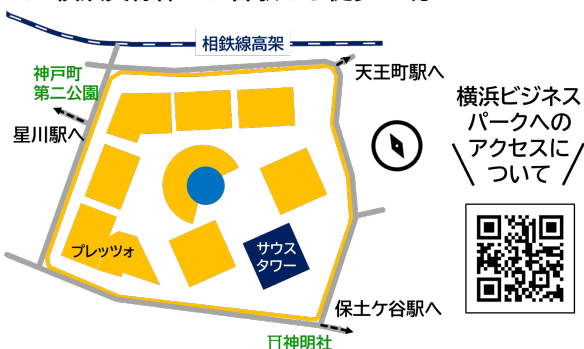 相鉄線高架
神戸町
第二公園
天王町駅へ
星川駅へ
横浜ビジネス
パークへの
アクセスに
ついて
プレッツォ
サウス
タワー
保土ケ谷駅へ
神明社